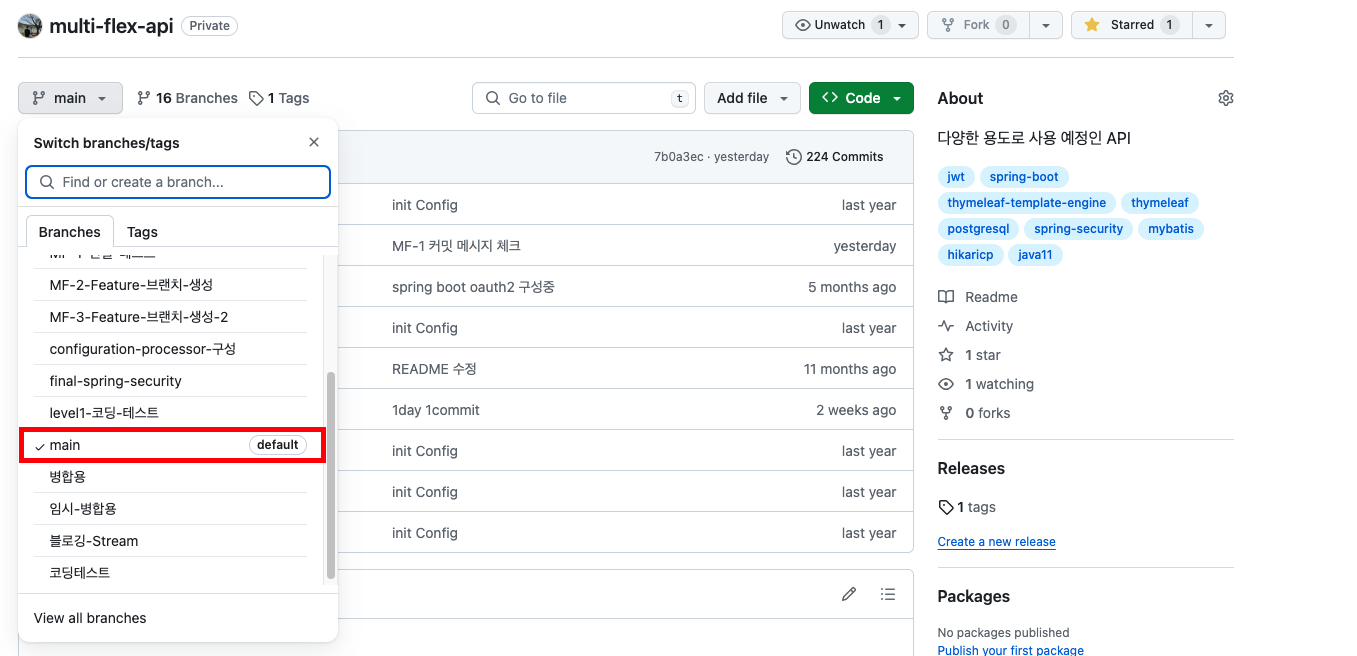 multi-flex-api Private
Unwatch 1
Fork 0
Starred 1
main
16 Branches
1 Tags
Go to file t
Add file
Code
Switch branches/tags
Find or create a branch...
Branches Tags
MF-2-Feature-브랜치-생성
MF-3-Feature-브랜치-생성-2
configuration-processor-구성
final-spring-security
level1-코딩-테스트
main default
병합용
임시-병합용
블로깅-Stream
코딩테스트
View all branches
7b0a3ec · yesterday 224 Commits
init Config last year
MF-1 커밋 메시지 체크 yesterday
spring boot oauth2 구성중 5 months ago
init Config last year
README 수정 11 months ago
1day 1commit 2 weeks ago
init Config last year
init Config last year
init Config last year
About
다양한 용도로 사용 예정인 API
jwt spring-boot
thymeleaf-template-engine thymeleaf
postgresql spring-security mybatis
hikaricp java11
Readme
Activity
1 star
1 watching
0 forks
Releases
1 tags
Create a new release
Packages
No packages published
Publish your first package